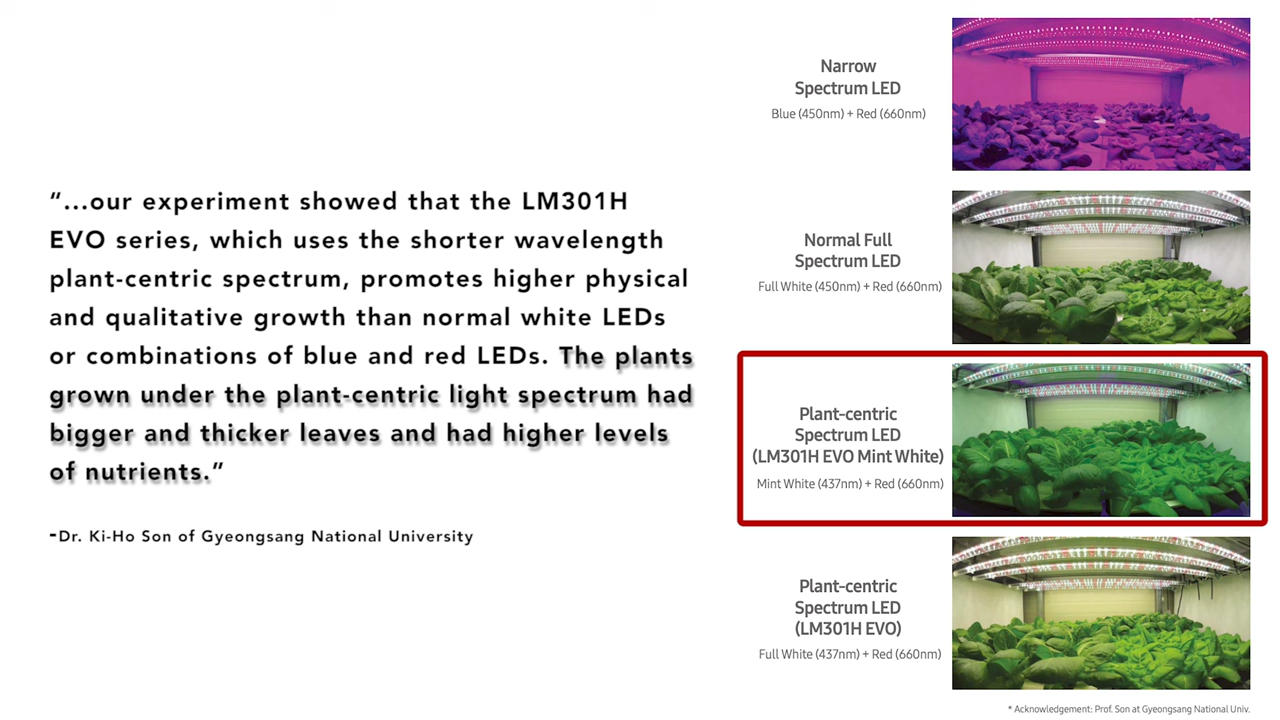 “...our experiment showed that the LM301H
EVO series, which uses the shorter wavelength
plant-centric spectrum, promotes higher physical
and qualitative growth than normal white LEDs
or combinations of blue and red LEDs. The plants
grown under the plant-centric light spectrum had
bigger and thicker leaves and had higher levels
of nutrients.”
-Dr. Ki-Ho Son of Gyeongsang National University
Narrow
Spectrum LED
Blue (450nm) + Red (660nm)
Normal Full
Spectrum LED
Full White (450nm) + Red (660nm)
Plant-centric
Spectrum LED
(LM301H EVO Mint White)
Mint White (437nm) + Red (660nm)
Plant-centric
Spectrum LED
(LM301H EVO)
Full White (437nm) + Red (660nm)
* Acknowledgement: Prof. Son at Gyeongsang National Univ.